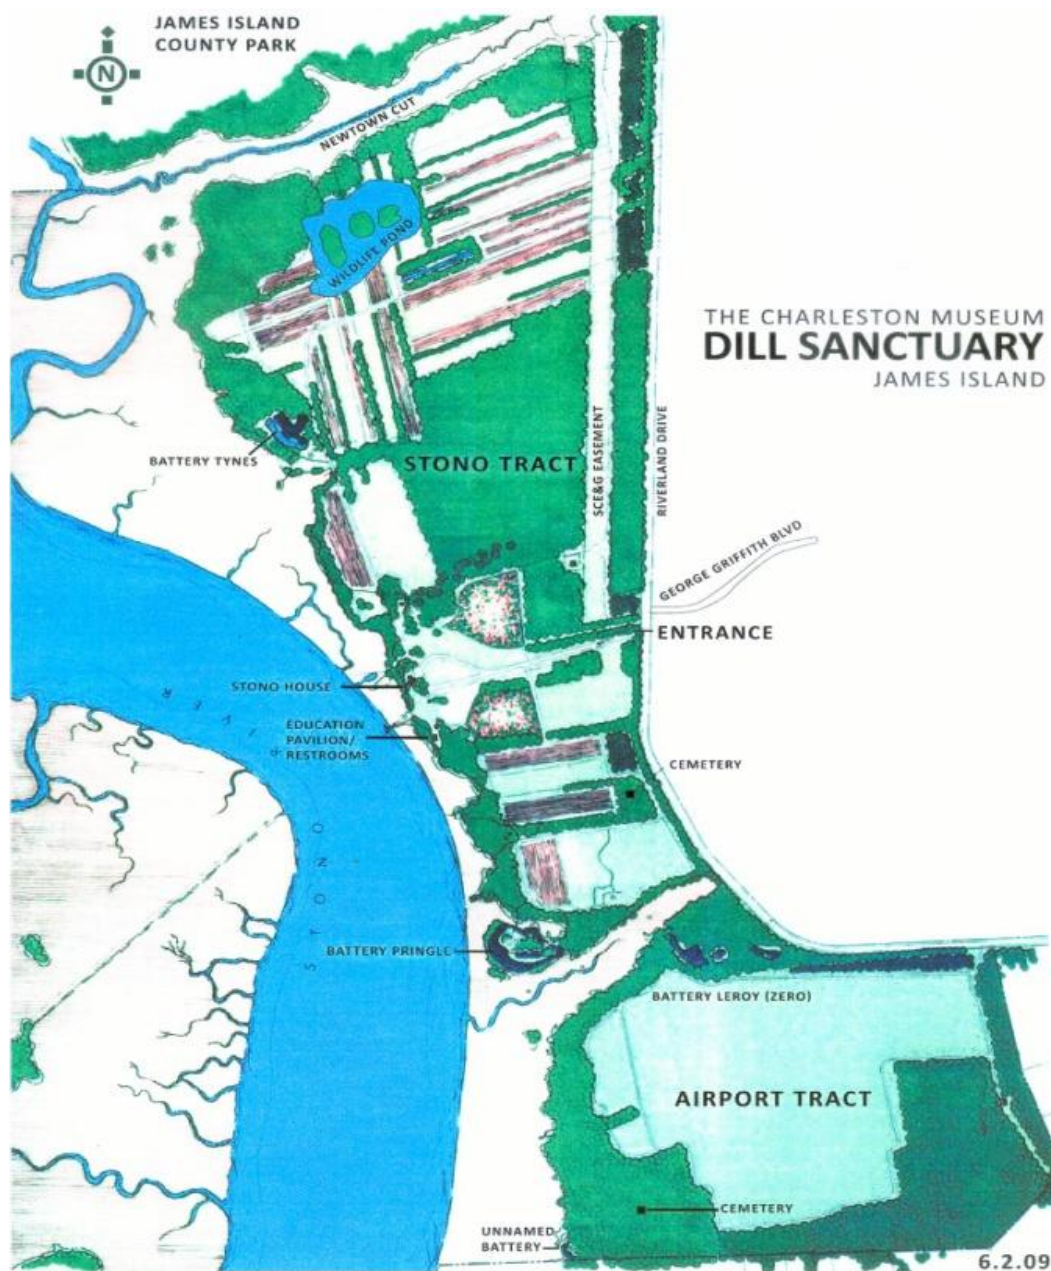 JAMES ISLAND
COUNTY PARK
N
NEWTOWN CUT
WILDLIFE POND
THE CHARLESTON MUSEUM
DILL SANCTUARY
JAMES ISLAND
BATTERY TYNES
STONO TRACT
SCE&G EASEMENT
RIVERLAND DRIVE
GEORGE GRIFFITH BLVD
ENTRANCE
STONO HOUSE
EDUCATION
PAVILION/
RESTROOMS
CEMETERY
STONO RIVER
BATTERY PRINGLE
BATTERY LEROY (ZERO)
AIRPORT TRACT
CEMETERY
UNNAMED
BATTERY
6.2.09